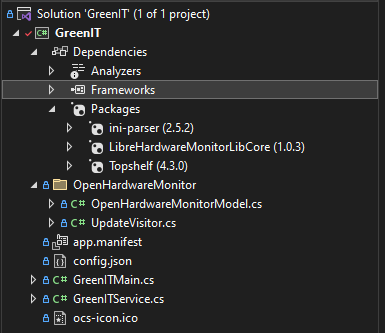 Solution 'GreenIT' (1 of 1 project)
C# GreenIT
Dependencies
Analyzers
Frameworks
Packages
ini-parser (2.5.2)
LibreHardwareMonitorLibCore (1.0.3)
Topshelf (4.3.0)
OpenHardwareMonitor
C# OpenHardwareMonitorModel.cs
C# UpdateVisitor.cs
app.manifest
config.json
C# GreenITMain.cs
C# GreenITService.cs
ocs-icon.ico